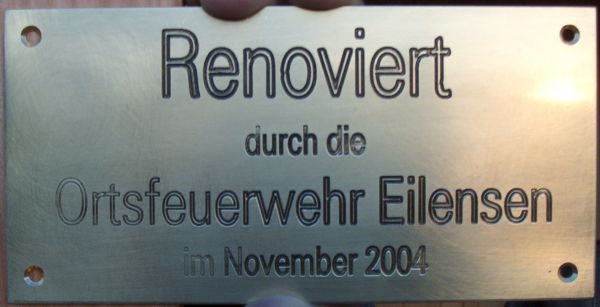 Renoviert
durch die
Ortsfeuerwehr Eilensen
im November 2004